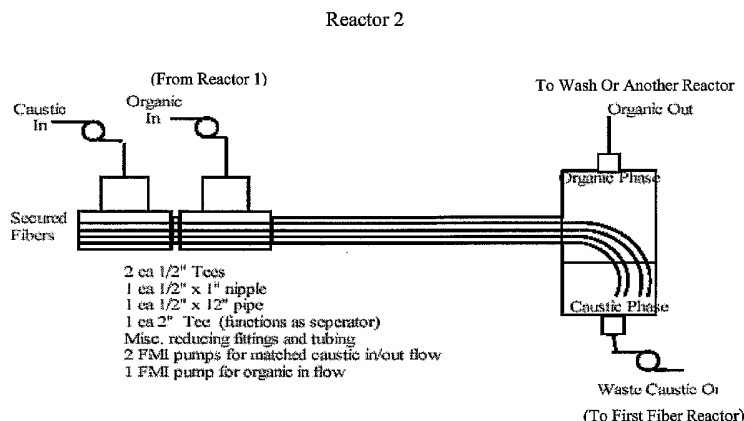 Reactor 2
(From Reactor 1)
Caustic
In
Organic
In
To Wash Or Another Reactor
Organic Out
Organic Phase
Secured
Fibers
Caustic Phase
2 ea 1/2" Tees
1 ea 1/2" x 1" nipple
1 ea 1/2" x 12" pipe
1 ea 2" Tee (functions as seperator)
Misc. reducing fittings and tubing
2 FMI pumps for matched caustic in/out flow
1 FMI pump for organic in flow
Waste Caustic
(To First Fiber Reactor)